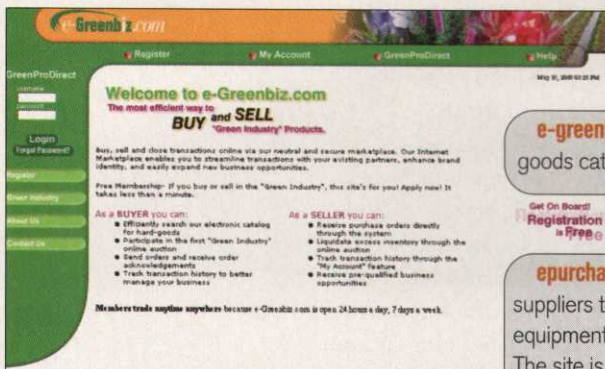 e-Greenbiz.com
Register
My Account
GreenProDirect
Help
GreenProDirect
username
password
Login
Forgot Password?
Register
Green Industry
About Us
Contact Us
Welcome to e-Greenbiz.com
The most efficient way to
BUY and SELL
"Green Industry" Products.
Buy, sell and close transactions online via our neutral and secure marketplace. Our Internet
Marketplace enables you to streamline transactions with your existing partners, enhance brand
identity, and easily expand new business opportunities.
Free Membership- If you buy or sell in the "Green Industry", this site's for you! Apply now! It
takes less than a minute.
As a BUYER you can:
● Efficiently search our electronic catalog
for hard-goods
● Participate in the first "Green Industry"
online auction
● Send orders and receive order
acknowledgements
● Track transaction history to better
manage your business
As a SELLER you can:
● Receive purchase orders directly
through the system
● Liquidate excess inventory through the
online auction
● Track transaction history through the
"My Account" feature
● Receive pre-qualified business
opportunities
Members trade anytime anywhere because e-Greenbiz.com is open 24 hours a day, 7 days a week.
e-green
goods cat
Get On Board!
Registration
is Free
epurcha
suppliers t
equipment
The site is